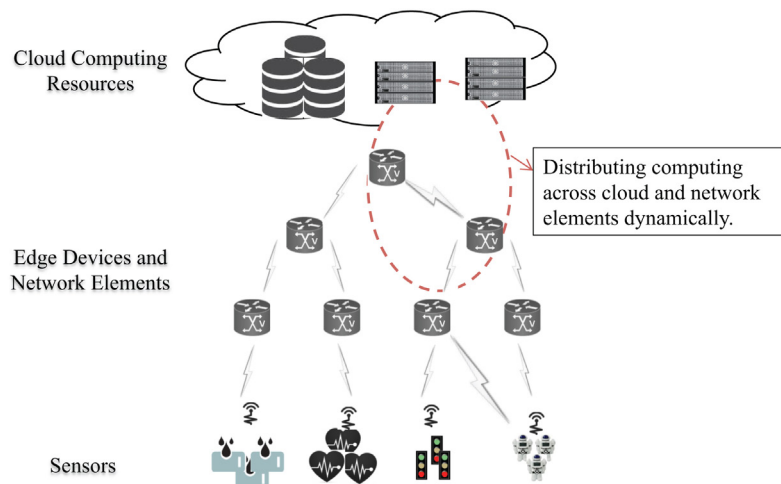 Cloud Computing
Resources
Distributing computing
across cloud and network
elements dynamically.
Edge Devices and
Network Elements
V
V
V
V
V
V
V
Sensors